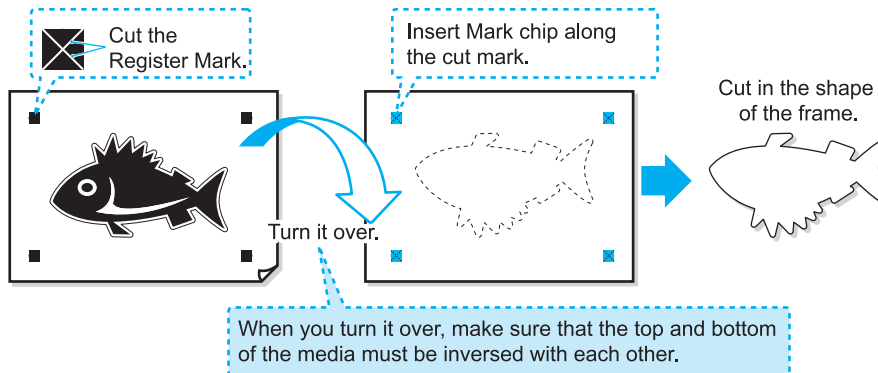 Cut the
Register Mark.
Insert Mark chip along
the cut mark.
Cut in the shape
of the frame.
Turn it over.
When you turn it over, make sure that the top and bottom
of the media must be inversed with each other.